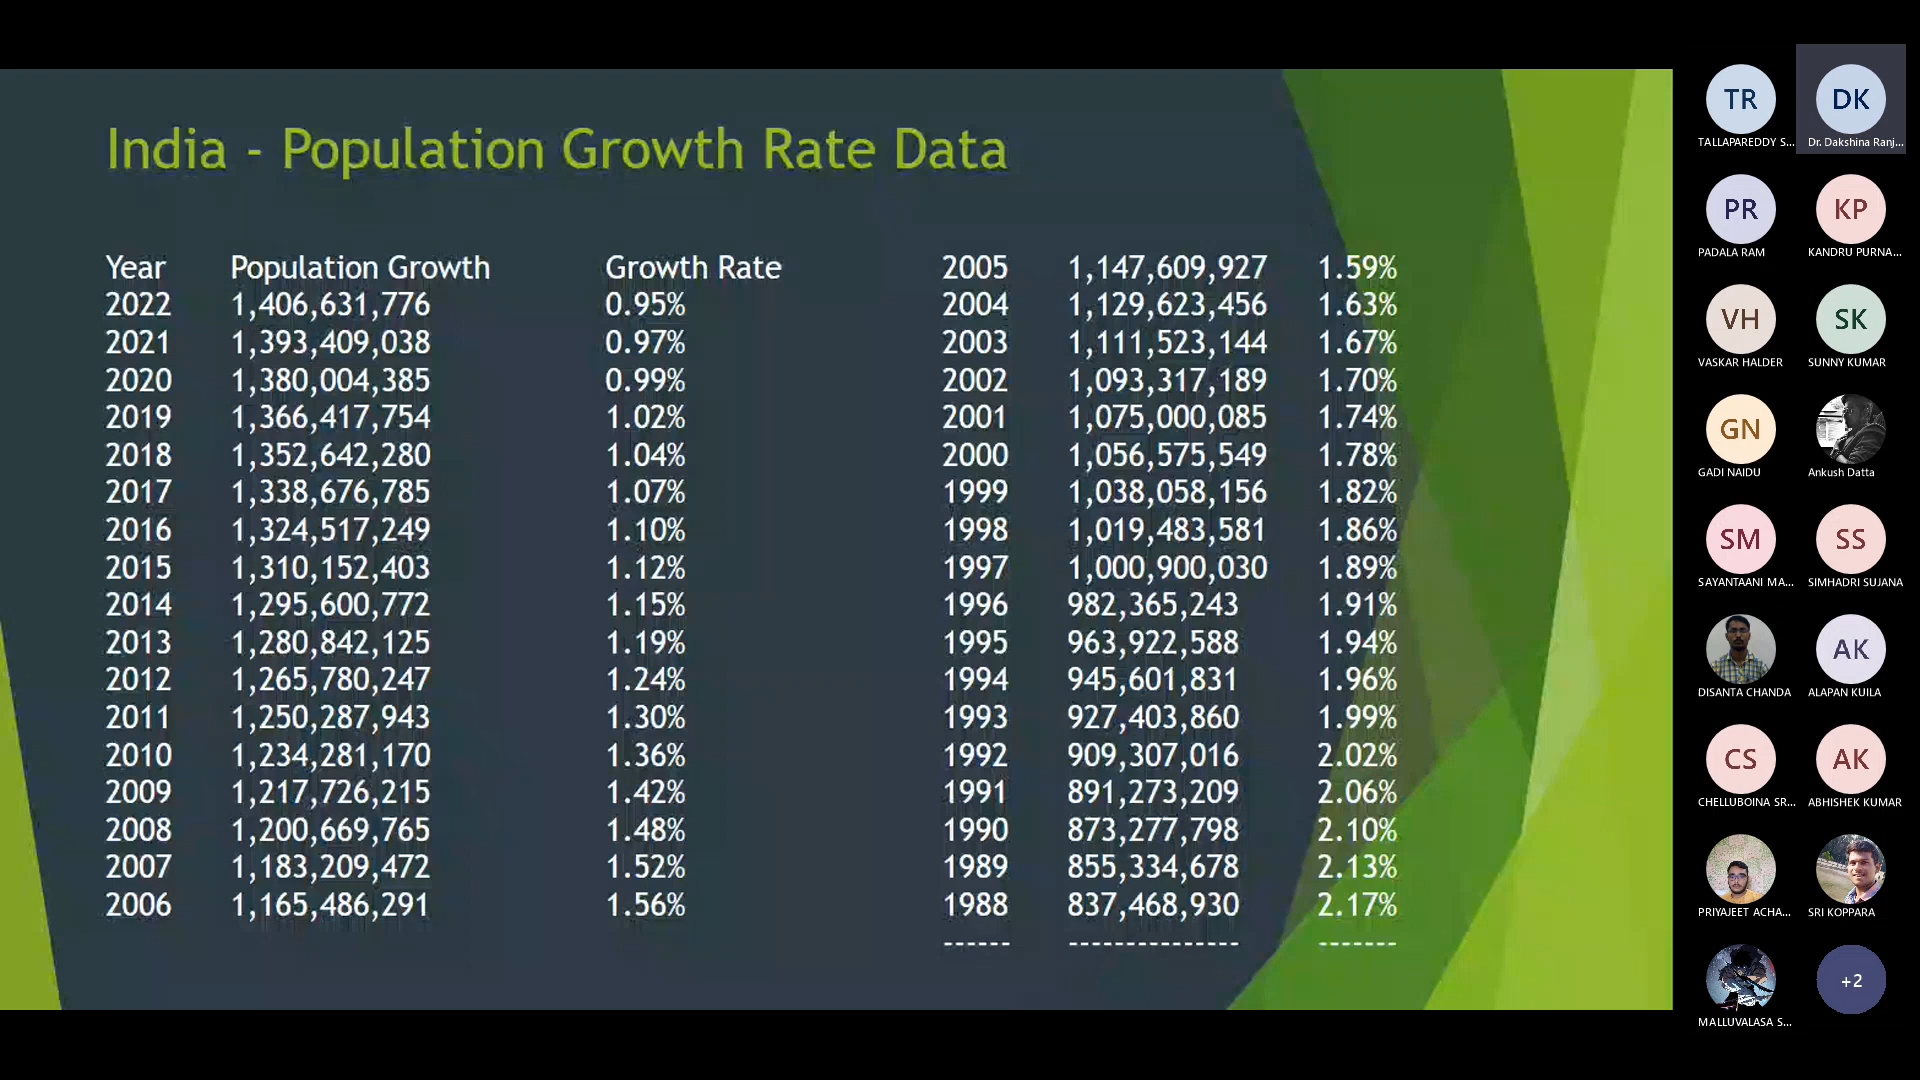 India - Population Growth Rate Data
Year Population Growth Growth Rate
2022 1,406,631,776 0.95%
2021 1,393,409,038 0.97%
2020 1,380,004,385 0.99%
2019 1,366,417,754 1.02%
2018 1,352,642,280 1.04%
2017 1,338,676,785 1.07%
2016 1,324,517,249 1.10%
2015 1,310,152,403 1.12%
2014 1,295,600,772 1.15%
2013 1,280,842,125 1.19%
2012 1,265,780,247 1.24%
2011 1,250,287,943 1.30%
2010 1,234,281,170 1.36%
2009 1,217,726,215 1.42%
2008 1,200,669,765 1.48%
2007 1,183,209,472 1.52%
2006 1,165,486,291 1.56%
2005 1,147,609,927 1.59%
2004 1,129,623,456 1.63%
2003 1,111,523,144 1.67%
2002 1,093,317,189 1.70%
2001 1,075,000,085 1.74%
2000 1,056,575,549 1.78%
1999 1,038,058,156 1.82%
1998 1,019,483,581 1.86%
1997 1,000,900,030 1.89%
1996 982,365,243 1.91%
1995 963,922,588 1.94%
1994 945,601,831 1.96%
1993 927,403,860 1.99%
1992 909,307,016 2.02%
1991 891,273,209 2.06%
1990 873,277,798 2.10%
1989 855,334,678 2.13%
1988 837,468,930 2.17%
------ --------------- -------
TR DK
TALLAPAREDDY S... Dr. Dakshina Ranj...
PR KP
PADALA RAM KANDRU PURNA...
VH SK
VASKAR HALDER SUNNY KUMAR
GN
GADI NAIDU Ankush Datta
SM SS
SAYANTAANI MA... SIMHADRI SUJANA
AK
DISANTA CHANDA ALAPAN KUILA
CS AK
CHELLUBOINA SR... ABHISHEK KUMAR
PRIYAJEET ACHA... SRI KOPPARA
+2
MALLUVALASA S...